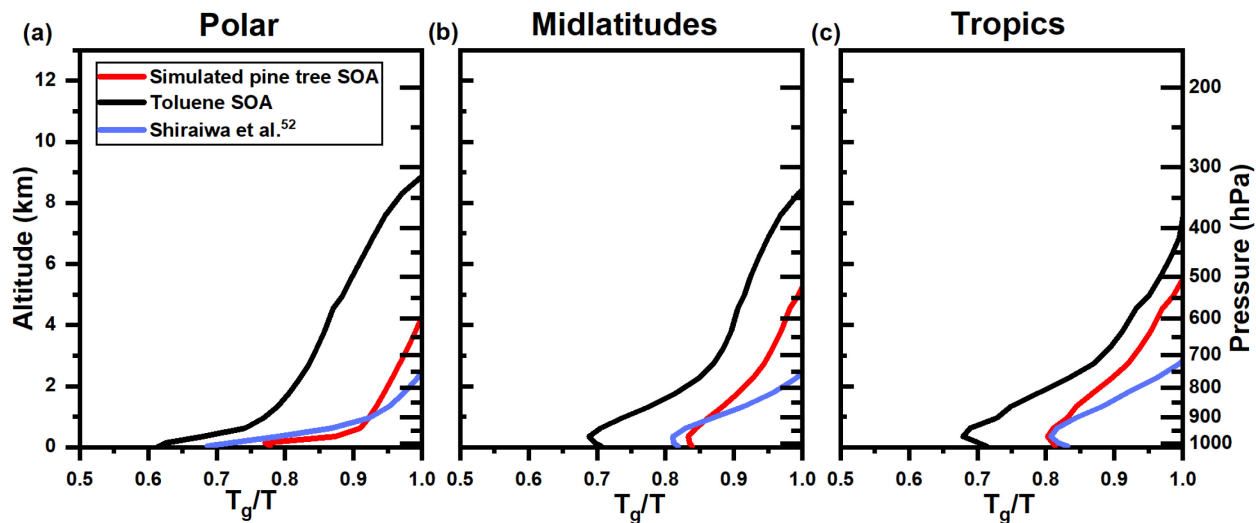 (a) Polar
(b) Midlatitudes
(c) Tropics
Simulated pine tree SOA
Toluene SOA
Shiraiwa et al.52
Altitude (km)
13
12
10
8
6
4
2
0
0.5 0.6 0.7 0.8 0.9 1.0
Tg/T
0.5 0.6 0.7 0.8 0.9 1.0
Tg/T
0.5 0.6 0.7 0.8 0.9 1.0
Tg/T
200
300
400
500
600
700
800
900
1000
Pressure (hPa)